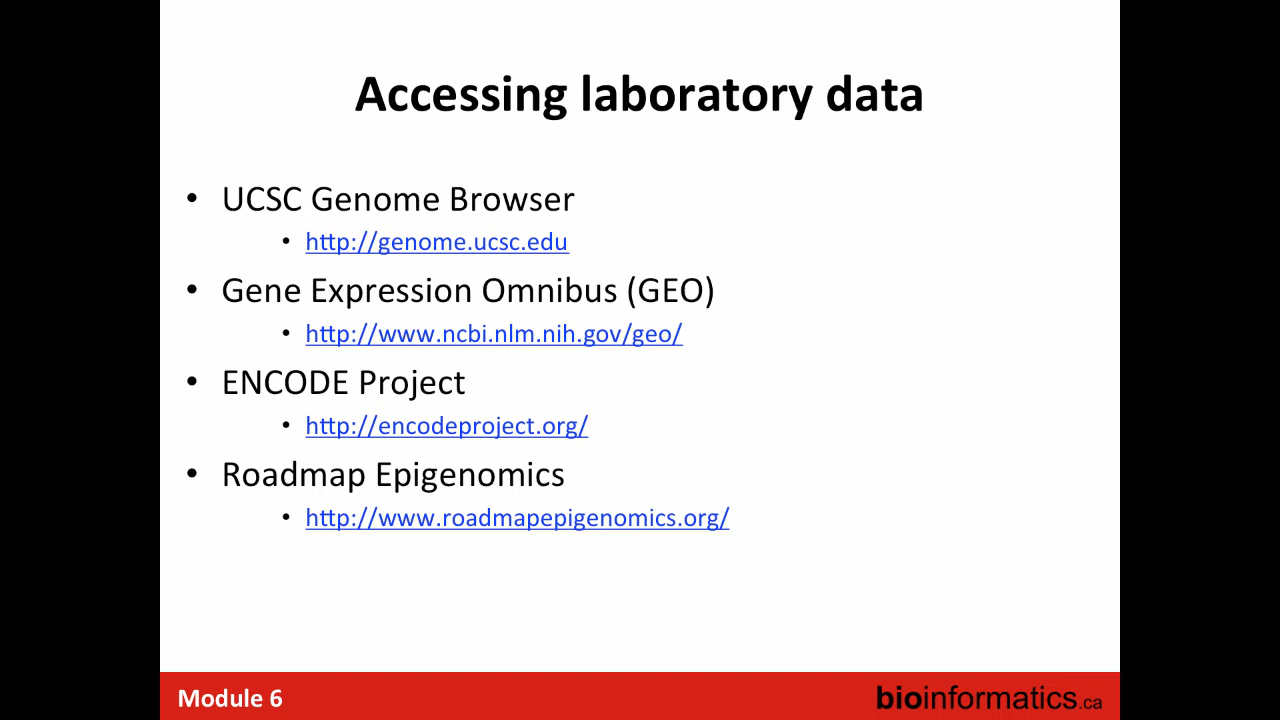 Accessing laboratory data
• UCSC Genome Browser
• http://genome.ucsc.edu
• Gene Expression Omnibus (GEO)
• http://www.ncbi.nlm.nih.gov/geo/
• ENCODE Project
• http://encodeproject.org/
• Roadmap Epigenomics
• http://www.roadmapepigenomics.org/
Module 6
bioinformatics.ca